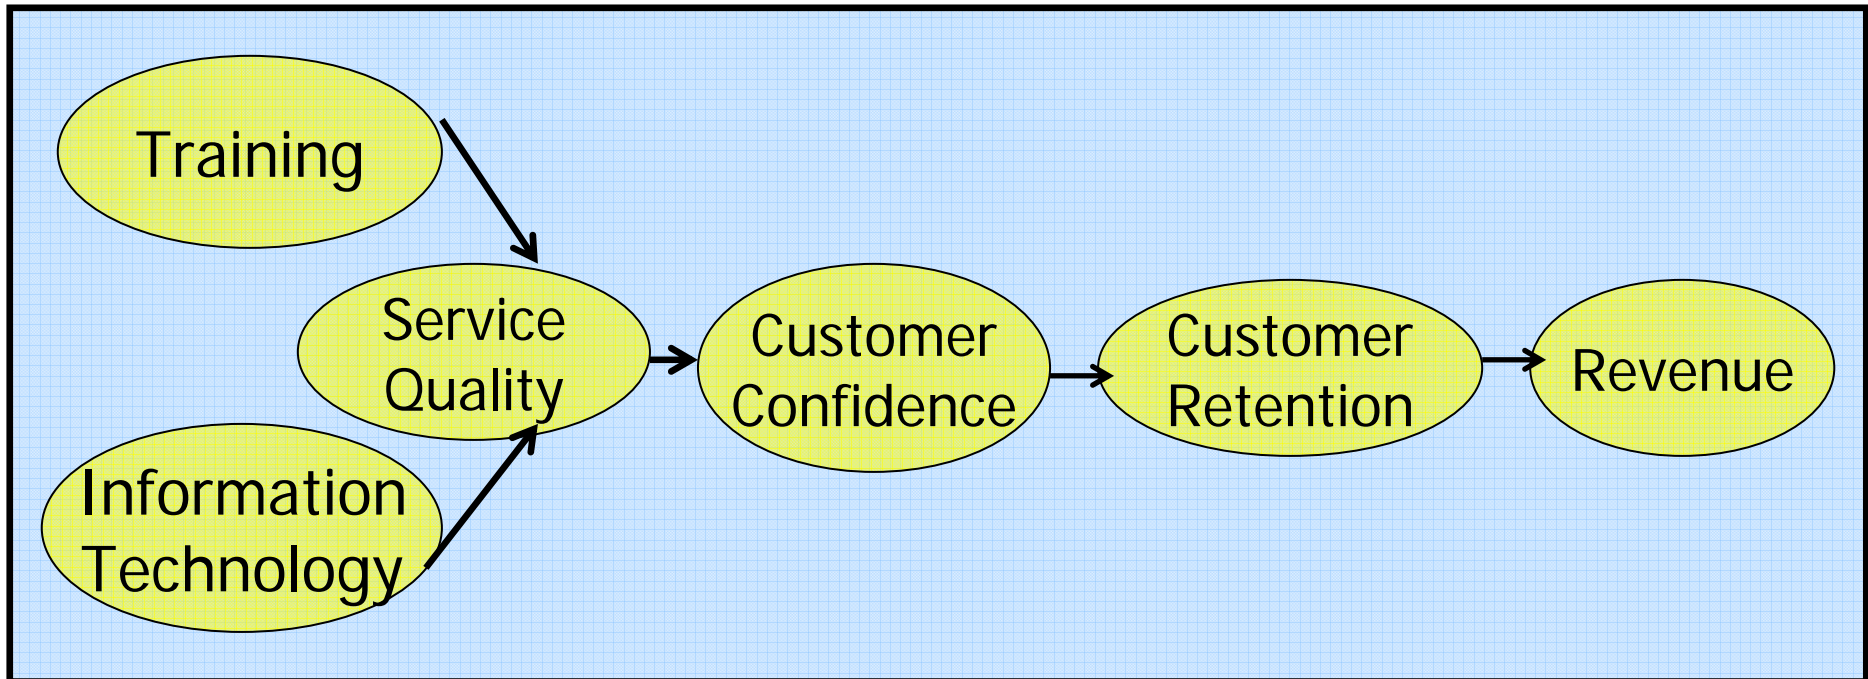 Training
Service
Quality
Information
Technology
Customer
Confidence
Customer
Retention
Revenue